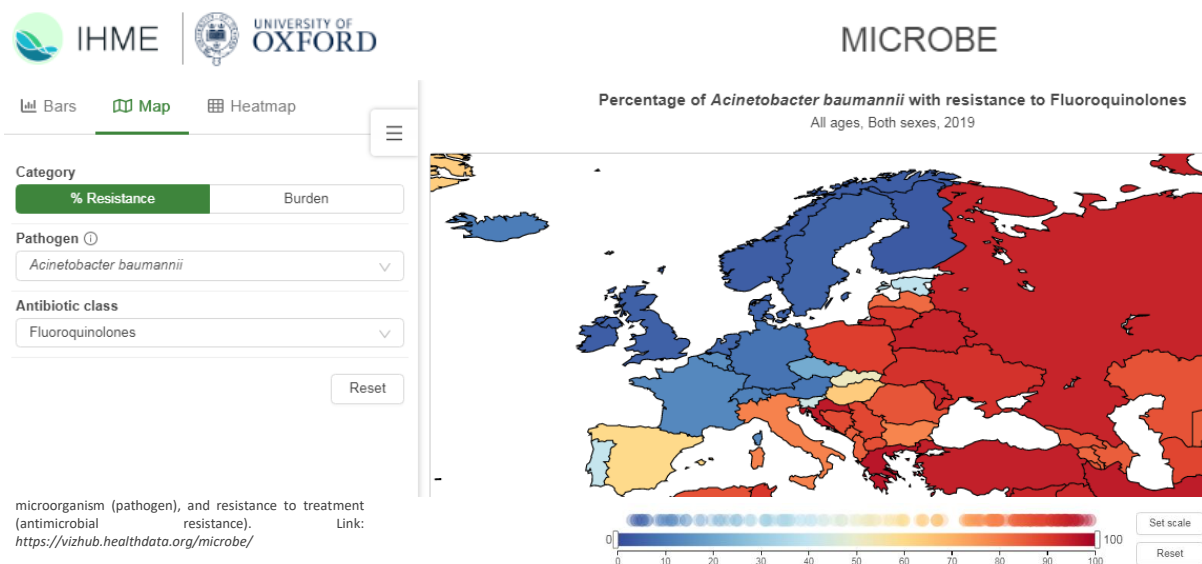 IHME
UNIVERSITY OF
OXFORD
MICROBE
Bars Map Heatmap
Percentage of Acinetobacter baumannii with resistance to Fluoroquinolones
All ages, Both sexes, 2019
Category
% Resistance Burden
Pathogen
Acinetobacter baumannii
Antibiotic class
Fluoroquinolones
Reset
microorganism (pathogen), and resistance to treatment
(antimicrobial resistance). Link:
https://vizhub.healthdata.org/microbe/
Set scale
0 100
Reset
0 10 20 30 40 50 60 70 80 90 100